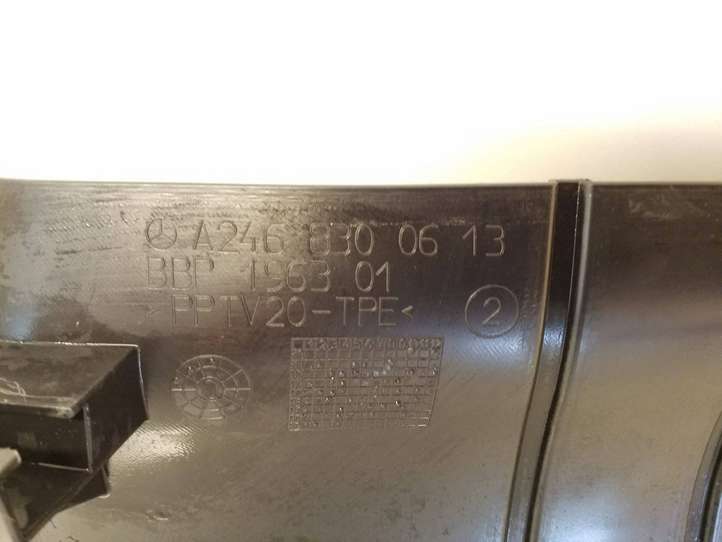 A246 830 06 13
BBP 1963 01
>PPTV20-TPE<
2